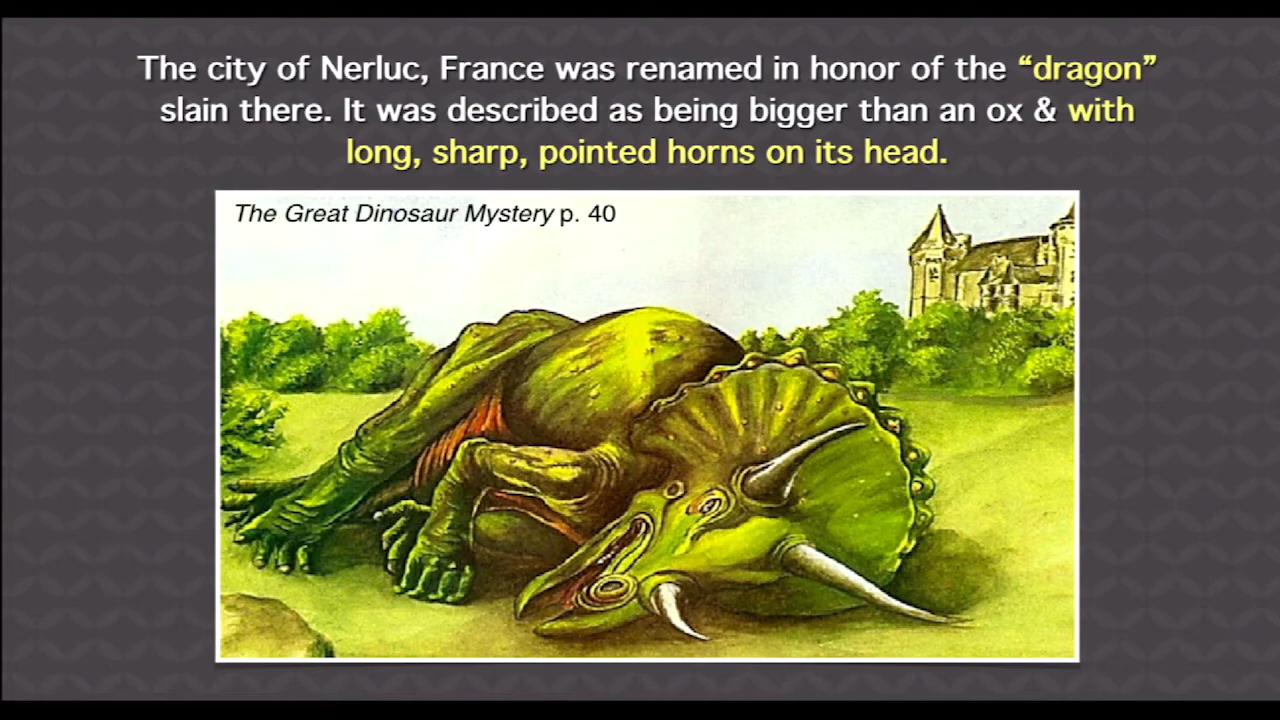 The city of Nerluc, France was renamed in honor of the “dragon”
slain there. It was described as being bigger than an ox & with
long, sharp, pointed horns on its head.
The Great Dinosaur Mystery p. 40